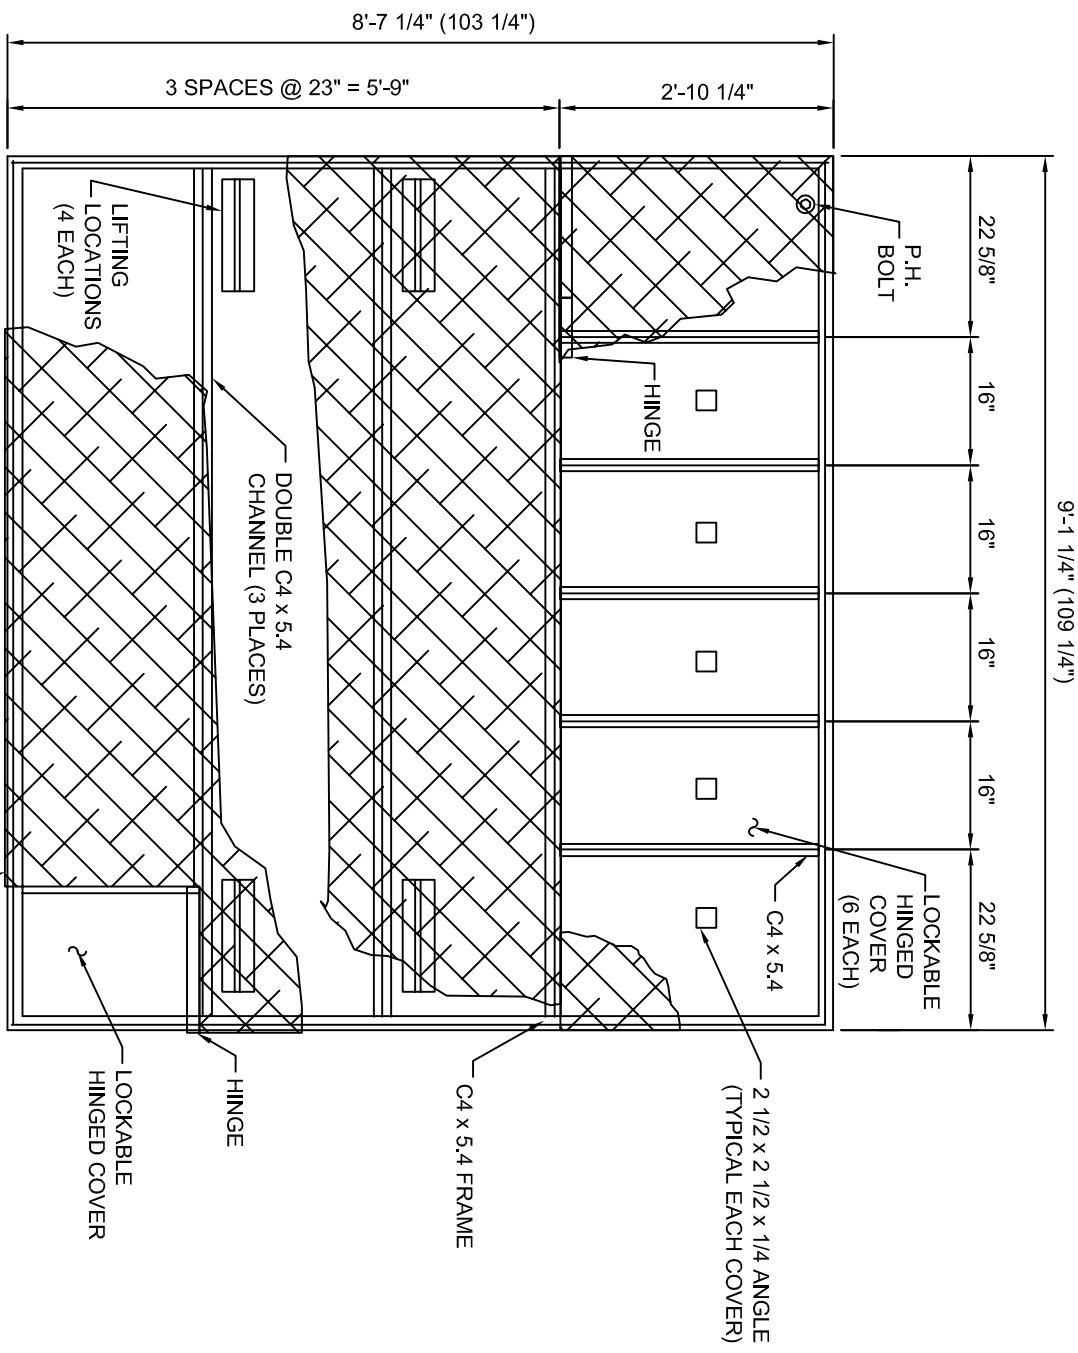 8'-7 1/4" (103 1/4")
3 SPACES @ 23" = 5'-9"
2'-10 1/4"
9'-1 1/4" (109 1/4")
22 5/8"
16"
16"
16"
16"
22 5/8"
P.H.
BOLT
HINGE
LOCKABLE
HINGED
COVER
(6 EACH)
C4 x 5.4
2 1/2 x 2 1/2 x 1/4 ANGLE
(TYPICAL EACH COVER)
LIFTING
LOCATIONS
(4 EACH)
DOUBLE C4 x 5.4
CHANNEL (3 PLACES)
C4 x 5.4 FRAME
HINGE
LOCKABLE
HINGED COVER